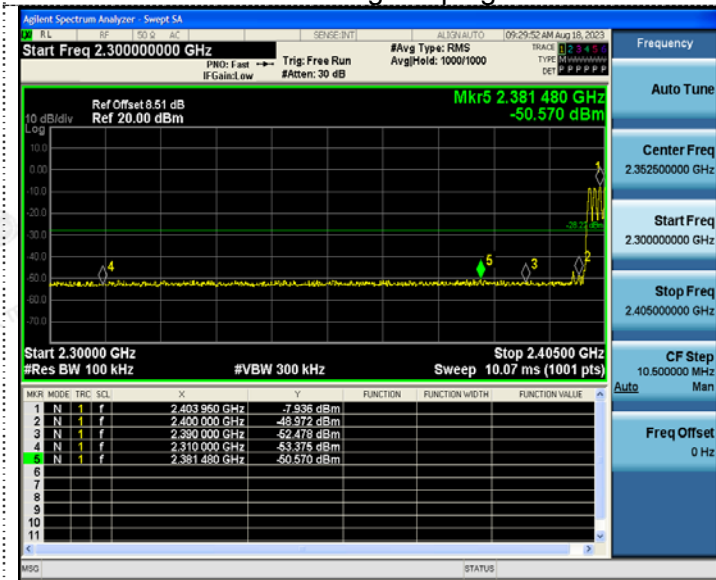 Agilent Spectrum Analyzer - Swept SA
RL RF 50 Ω AC SENSE:INT ALIGN AUTO 09:29:52 AM Aug 18, 2023
Start Freq 2.300000000 GHz
PNO: Fast
IFGain:Low
Trig: Free Run
#Atten: 30 dB
#Avg Type: RMS
Avg|Hold: 1000/1000
TRACE 1 2 3 4 5 6
TYPE
DET P P P P P P
Ref Offset 8.51 dB
Ref 20.00 dBm
10 dB/div
Log
Mkr5 2.381 480 GHz
-50.570 dBm
10.0
0.00
-10.0
-20.0
-30.0
-40.0
-50.0
-60.0
-70.0
1
2
3
4
5
Start 2.30000 GHz
Stop 2.40500 GHz
#Res BW 100 kHz #VBW 300 kHz Sweep 10.07 ms (1001 pts)
MKR MODE TRC SCL X Y FUNCTION FUNCTION WIDTH FUNCTION VALUE
1 N 1 f 2.403 950 GHz -7.936 dBm
2 N 1 f 2.400 000 GHz -48.972 dBm
3 N 1 f 2.390 000 GHz -52.478 dBm
4 N 1 f 2.310 000 GHz -53.375 dBm
5 N 1 f 2.381 480 GHz -50.570 dBm
6
7
8
9
10
11
MSG STATUS
Frequency
Auto Tune
Center Freq
2.352500000 GHz
Start Freq
2.300000000 GHz
Stop Freq
2.405000000 GHz
CF Step
10.500000 MHz
Auto Man
Freq Offset
0 Hz